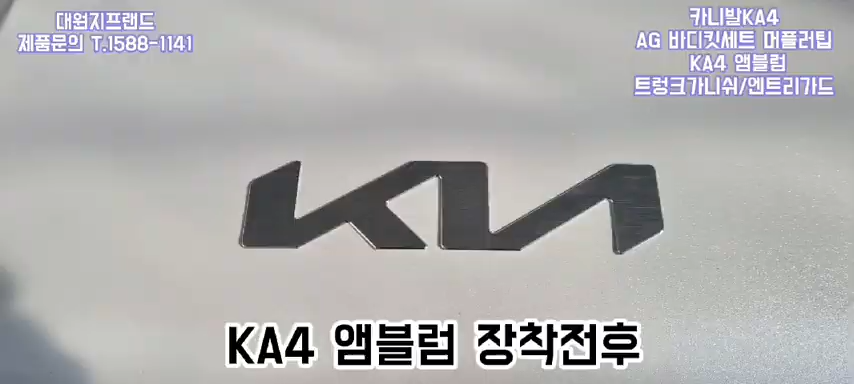 대원지프랜드
제품문의 T.1588-1141
카니발KA4
AG 바디킷세트 머플러팁
KA4 앰블럼
트렁크가니쉬/엔트리가드
KIA
KA4 앰블럼 장착전후